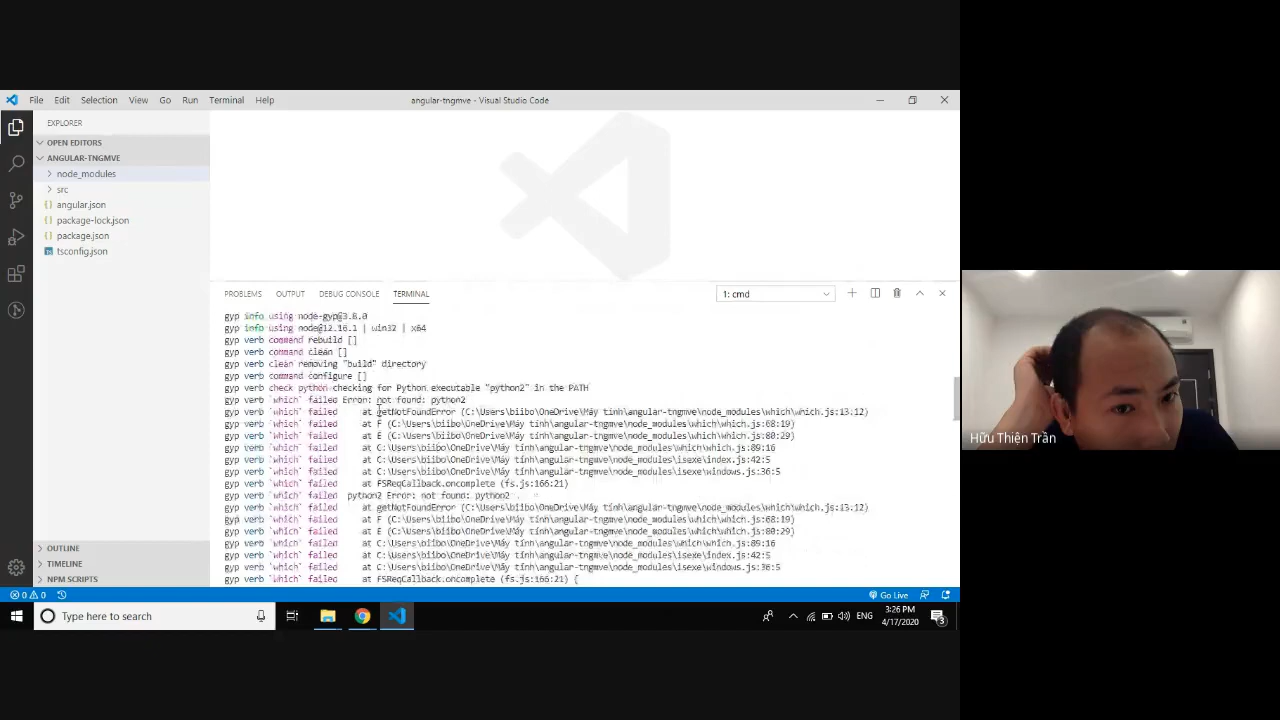 File Edit Selection View Go Run Terminal Help
angular-tngmve - Visual Studio Code
EXPLORER
OPEN EDITORS
ANGULAR-TNGMVE
node_modules
src
angular.json
package-lock.json
package.json
tsconfig.json
OUTLINE
TIMELINE
NPM SCRIPTS
PROBLEMS OUTPUT DEBUG CONSOLE TERMINAL
1: cmd
gyp info using node-gyp@3.8.0
gyp info using node@12.16.1 | win32 | x64
gyp verb command rebuild []
gyp verb command clean []
gyp verb clean removing "build" directory
gyp verb command configure []
gyp verb check python checking for Python executable "python2" in the PATH
gyp verb `which` failed Error: not found: python2
gyp verb `which` failed at getNotFoundError (C:\Users\biibo\OneDrive\Máy tính\angular-tngmve\node_modules\which\which.js:13:12)
gyp verb `which` failed at F (C:\Users\biibo\OneDrive\Máy tính\angular-tngmve\node_modules\which\which.js:68:19)
gyp verb `which` failed at E (C:\Users\biibo\OneDrive\Máy tính\angular-tngmve\node_modules\which\which.js:80:29)
gyp verb `which` failed at C:\Users\biibo\OneDrive\Máy tính\angular-tngmve\node_modules\which\which.js:89:16
gyp verb `which` failed at C:\Users\biibo\OneDrive\Máy tính\angular-tngmve\node_modules\isexe\index.js:42:5
gyp verb `which` failed at C:\Users\biibo\OneDrive\Máy tính\angular-tngmve\node_modules\isexe\windows.js:36:5
gyp verb `which` failed at FSReqCallback.oncomplete (fs.js:166:21)
gyp verb `which` failed python2 Error: not found: python2
gyp verb `which` failed at getNotFoundError (C:\Users\biibo\OneDrive\Máy tính\angular-tngmve\node_modules\which\which.js:13:12)
gyp verb `which` failed at F (C:\Users\biibo\OneDrive\Máy tính\angular-tngmve\node_modules\which\which.js:68:19)
gyp verb `which` failed at E (C:\Users\biibo\OneDrive\Máy tính\angular-tngmve\node_modules\which\which.js:80:29)
gyp verb `which` failed at C:\Users\biibo\OneDrive\Máy tính\angular-tngmve\node_modules\which\which.js:89:16
gyp verb `which` failed at C:\Users\biibo\OneDrive\Máy tính\angular-tngmve\node_modules\isexe\index.js:42:5
gyp verb `which` failed at C:\Users\biibo\OneDrive\Máy tính\angular-tngmve\node_modules\isexe\windows.js:36:5
gyp verb `which` failed at FSReqCallback.oncomplete (fs.js:166:21) {
0 0 Go Live
Type here to search
ENG
3:26 PM
4/17/2020
3
Hữu Thiện Trần